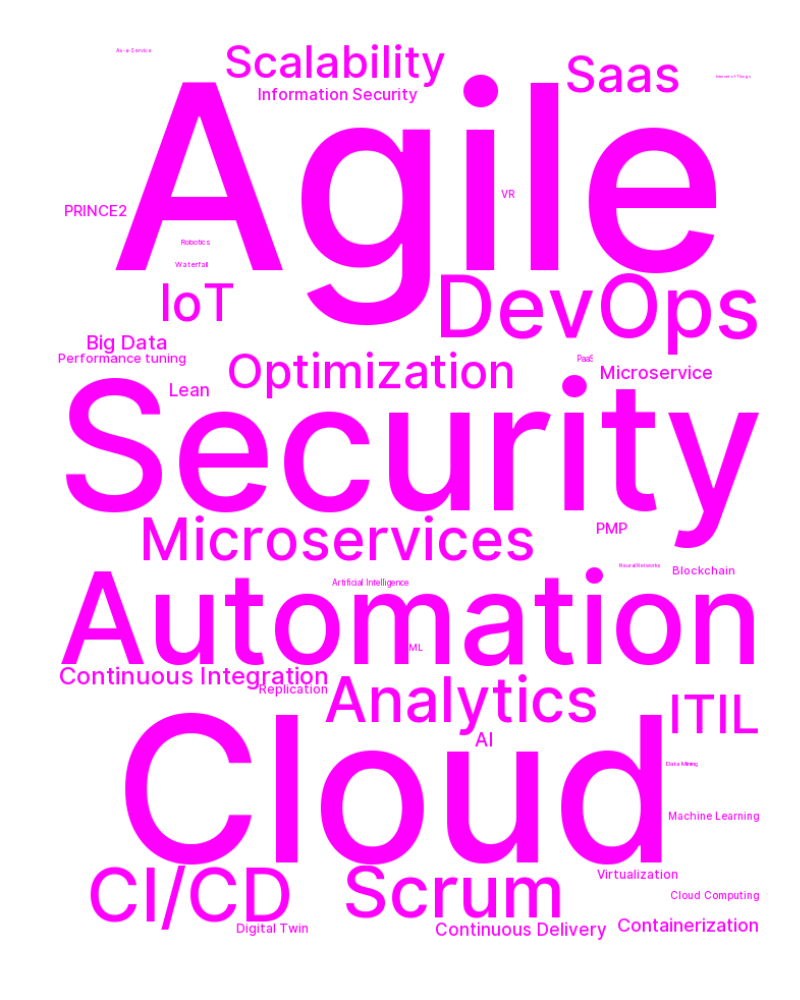 As-a-Service
Scalability
Saas
Internet of Things
Information Security
Agile
VR
PRINCE2
Robotics
Waterfall
IoT
DevOps
Big Data
Performance tuning
Optimization
PaaS
Microservice
Lean
Security
Microservices
PMP
Neural Networks
Blockchain
Artificial Intelligence
Automation
ML
Continuous Integration
Replication
Analytics
ITIL
AI
Cloud
Data Mining
Machine Learning
CI/CD
Scrum
Virtualization
Cloud Computing
Digital Twin
Continuous Delivery
Containerization